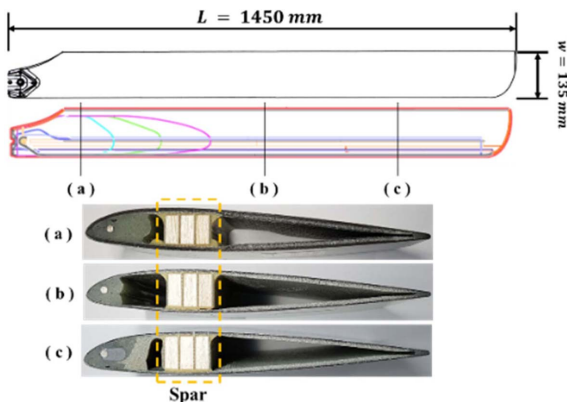 L = 1450 mm
w = 135 mm
( a )
( b )
( c )
( a )
( b )
( c )
Spar